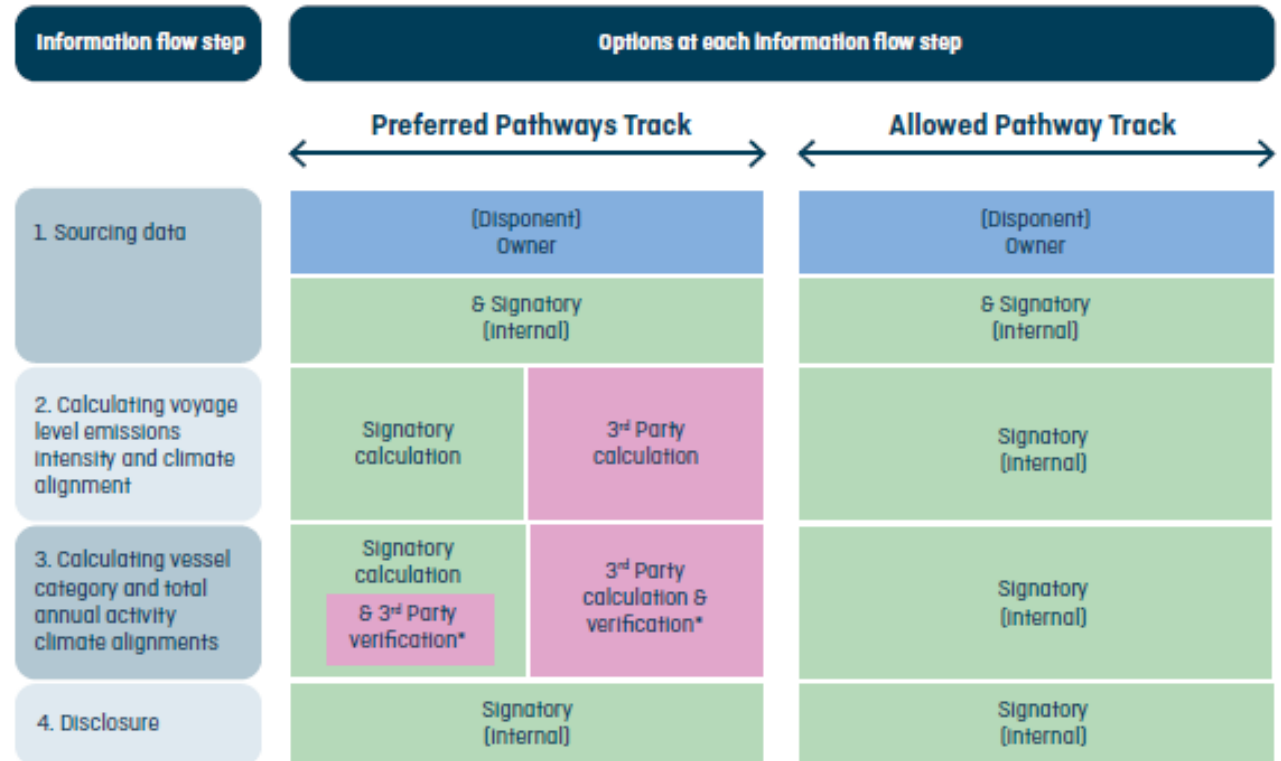 Information flow step
Options at each information flow step
Preferred Pathways Track
Allowed Pathway Track
1. Sourcing data
(Disponent)
Owner
(Disponent)
Owner
& Signatory
(internal)
& Signatory
(internal)
2. Calculating voyage
level emissions
intensity and climate
alignment
Signatory
calculation
3rd Party
calculation
Signatory
(internal)
3. Calculating vessel
category and total
annual activity
climate alignments
Signatory
calculation
& 3rd Party
verification*
3rd Party
calculation &
verification*
Signatory
(internal)
4. Disclosure
Signatory
(internal)
Signatory
(internal)